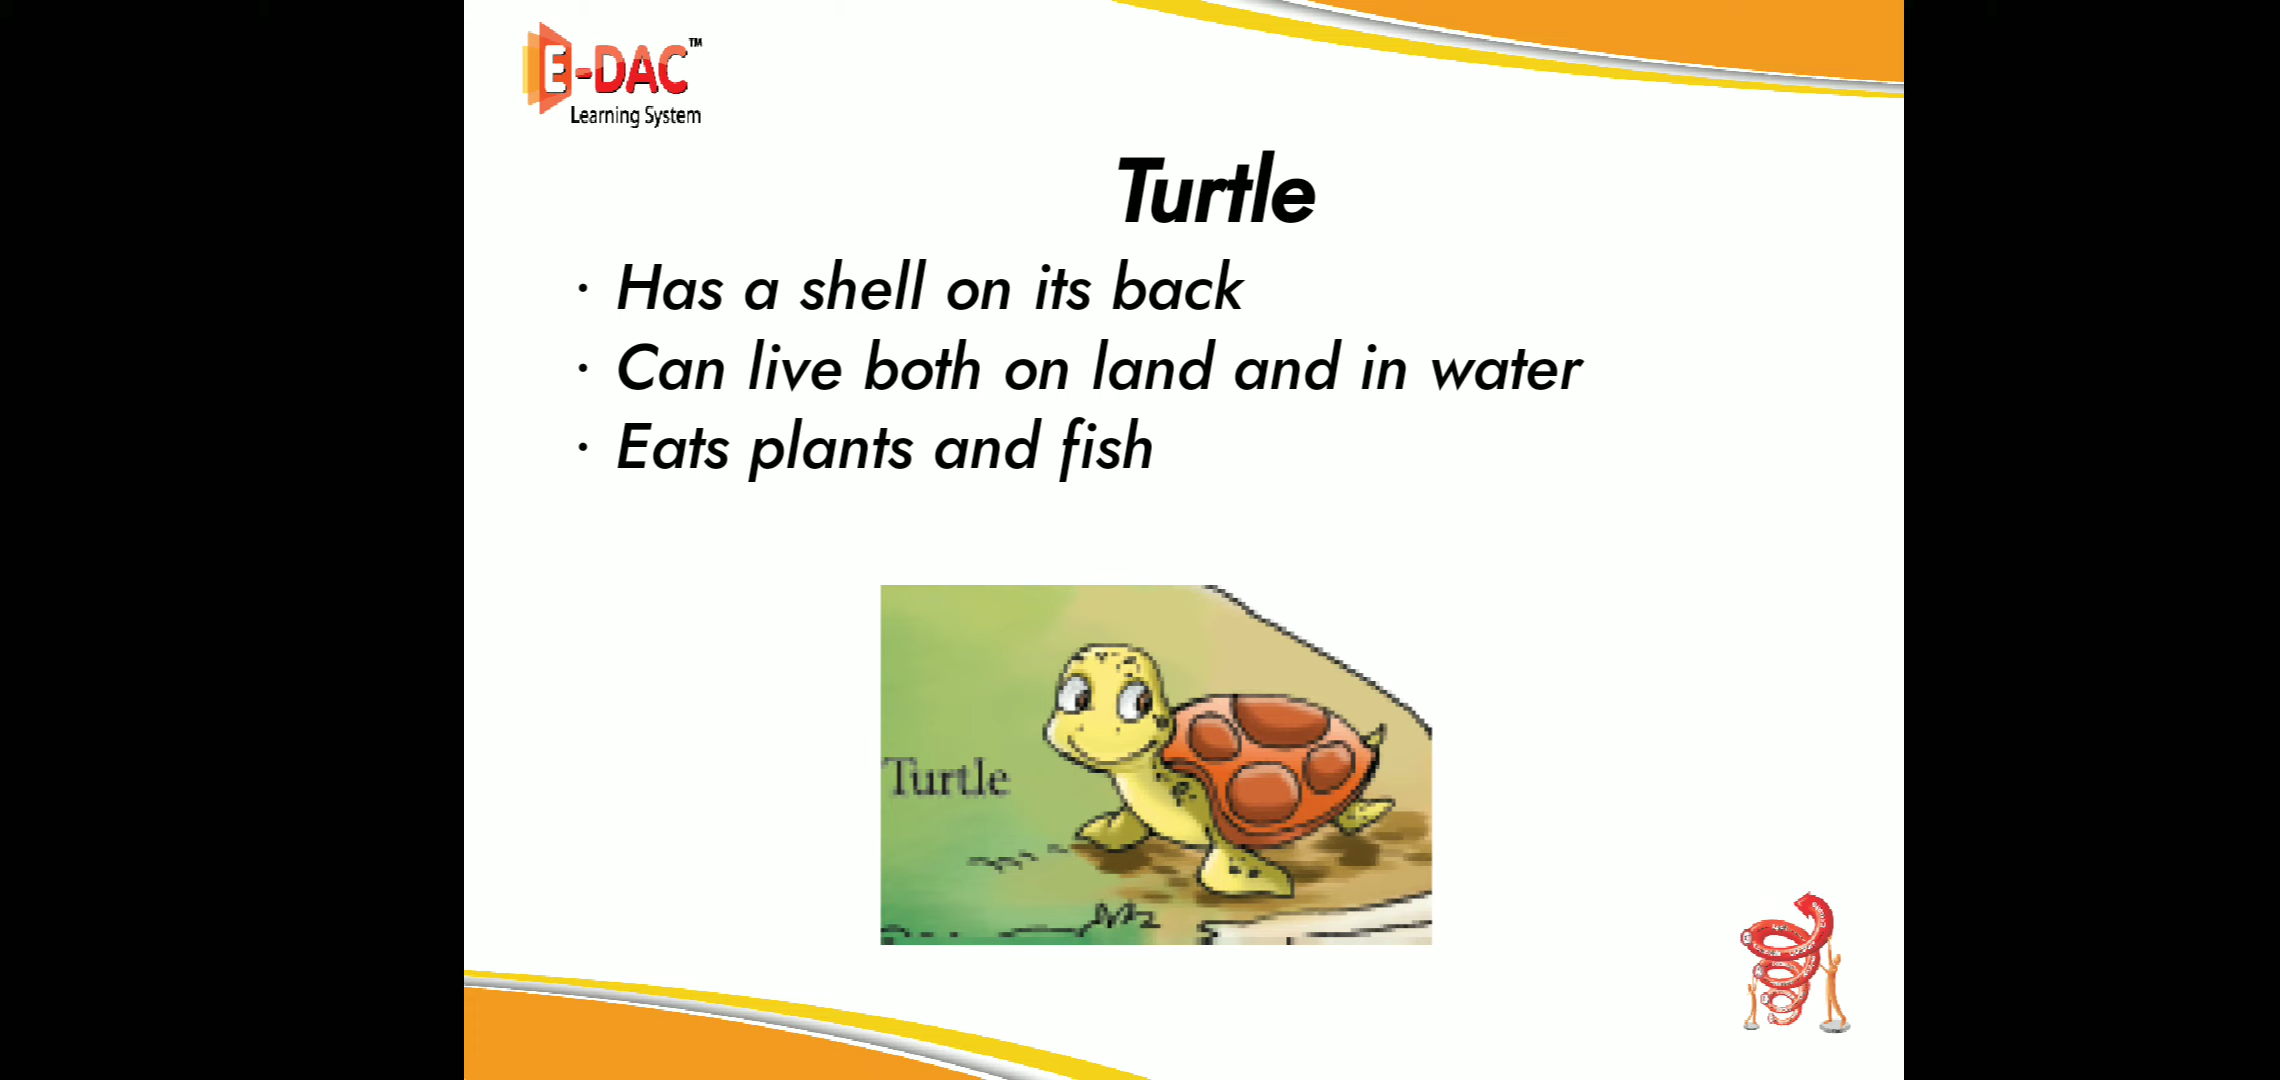 E-DAC™
Learning System
Turtle
· Has a shell on its back
· Can live both on land and in water
· Eats plants and fish
Turtle